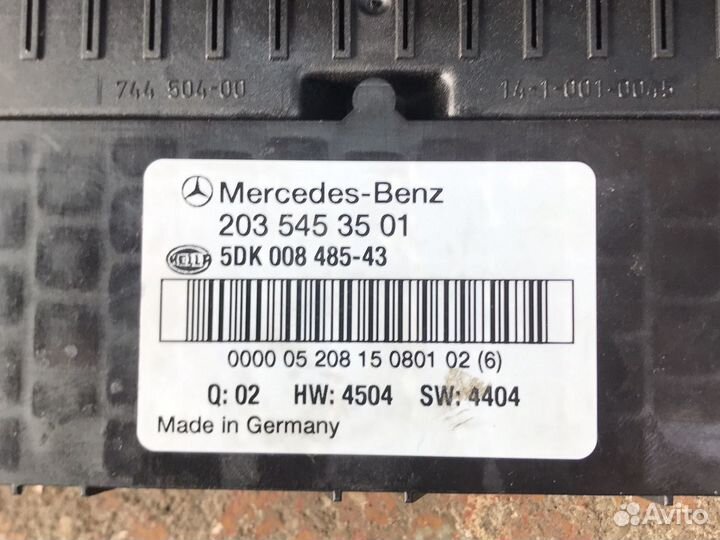 744 504-00
14-1-001-0045
Mercedes-Benz
203 545 35 01
HELLA 5DK 008 485-43
0000 05 208 15 0801 02 (6)
Q: 02 HW: 4504 SW: 4404
Made in Germany
Avito